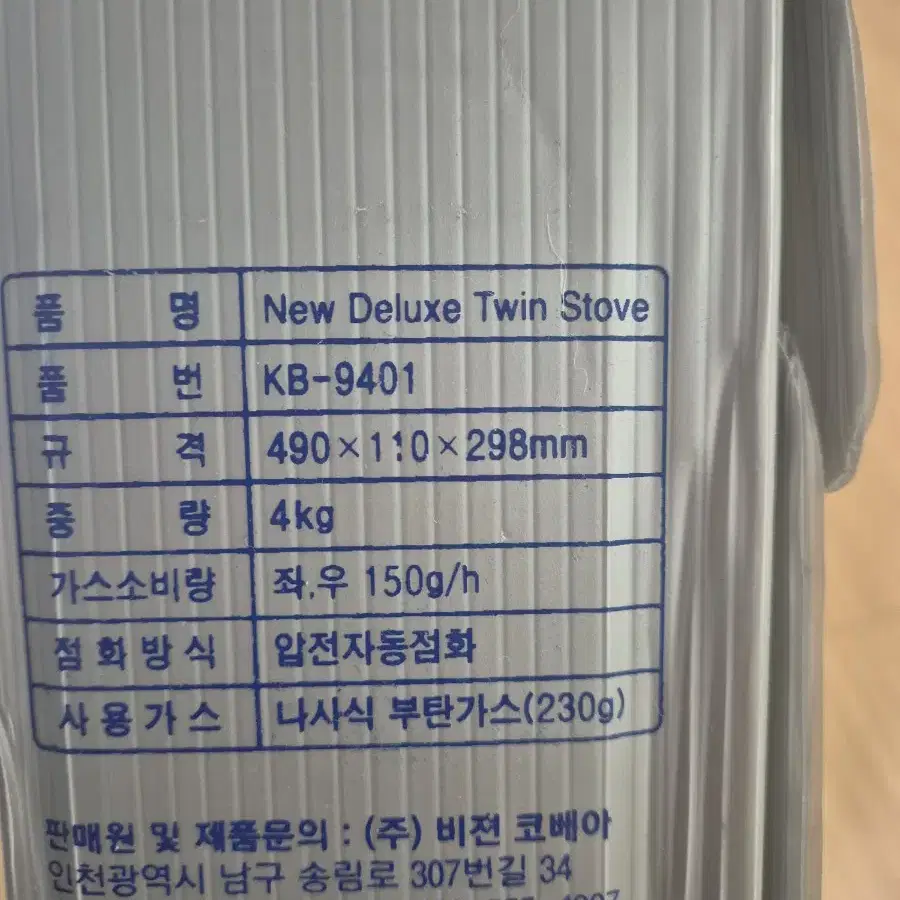 품 명 New Deluxe Twin Stove
품 번 KB-9401
규 격 490×110×298mm
중 량 4kg
가스소비량 좌,우 150g/h
점화방식 압전자동점화
사용가스 나사식 부탄가스(230g)
판매원 및 제품문의 : (주) 비젼 코베아
인천광역시 남구 송림로 307번길 34